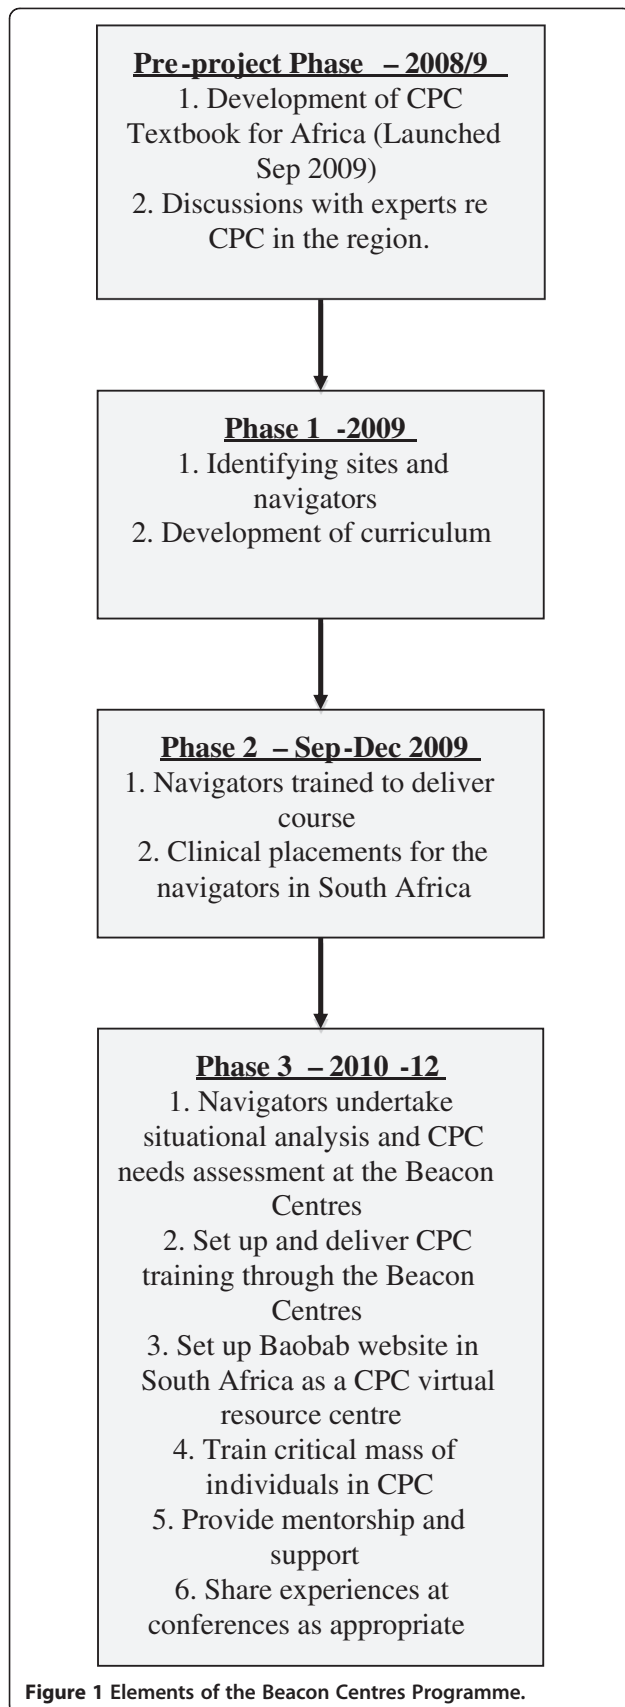 Pre-project Phase – 2008/9
1. Development of CPC
Textbook for Africa (Launched
Sep 2009)
2. Discussions with experts re
CPC in the region.
Phase 1 -2009
1. Identifying sites and
navigators
2. Development of curriculum
Phase 2 – Sep-Dec 2009
1. Navigators trained to deliver
course
2. Clinical placements for the
navigators in South Africa
Phase 3 – 2010 -12
1. Navigators undertake
situational analysis and CPC
needs assessment at the Beacon
Centres
2. Set up and deliver CPC
training through the Beacon
Centres
3. Set up Baobab website in
South Africa as a CPC virtual
resource centre
4. Train critical mass of
individuals in CPC
5. Provide mentorship and
support
6. Share experiences at
conferences as appropriate
Figure 1 Elements of the Beacon Centres Programme.